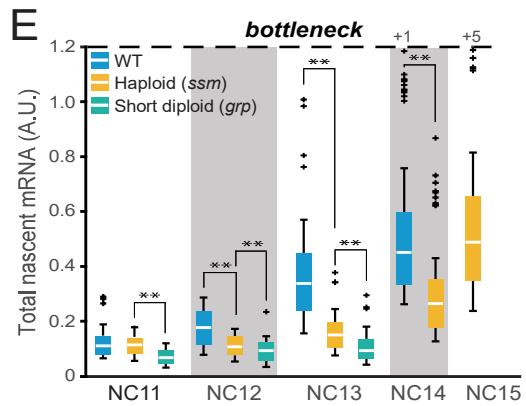 E
bottleneck
+1 +5
1.2
WT
Haploid (ssm)
Short diploid (grp)
1.0
0.8
0.6
0.4
0.2
0
Total nascent mRNA (A.U.)
** ** ** ** ** **
NC11 NC12 NC13 NC14 NC15